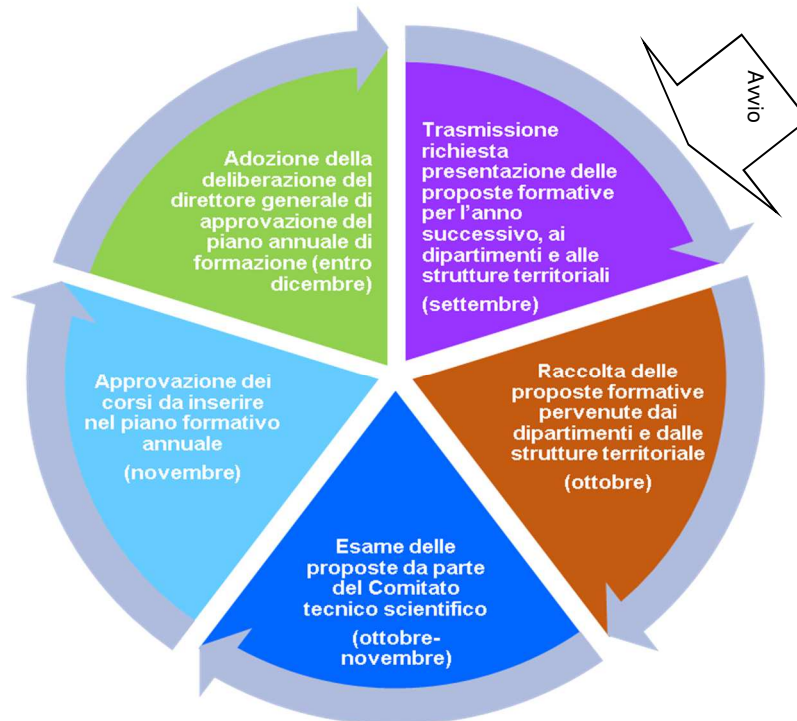 Avvio
Trasmissione
richiesta
presentazione delle
proposte formative
per l'anno
successivo, ai
dipartimenti e alle
strutture territoriali
(settembre)
Raccolta delle
proposte formative
pervenute dai
dipartimenti e dalle
strutture territoriale
(ottobre)
Esame delle
proposte da parte
del Comitato
tecnico scientifico
(ottobre-
novembre)
Approvazione dei
corsi da inserire
nel piano formativo
annuale
(novembre)
Adozione della
deliberazione del
direttore generale di
approvazione del
piano annuale di
formazione (entro
dicembre)